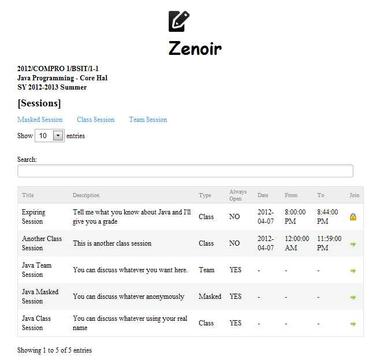 Zenoir
2012/COMPRO 1/BSIT/1-1
Java Programming - Core Hal
SY 2012-2013 Summer
[Sessions]
Masked Session Class Session Team Session
Show 10 entries
Search:
Title Description Type Always Open Date From To Join
Expiring Session Tell me what you know about Java and I'll give you a grade Class NO 2012-04-07 8:00:00 PM 8:44:00 PM
Another Class Session This is another class session Class NO 2012-04-07 12:00:00 AM 11:59:00 PM
Java Team Session You can discuss whatever you want here. Team YES - - -
Java Masked Session You can discuss whatever anonymously Masked YES - - -
Java Class Session You can discuss whatever using your real name Class YES - - -
Showing 1 to 5 of 5 entries